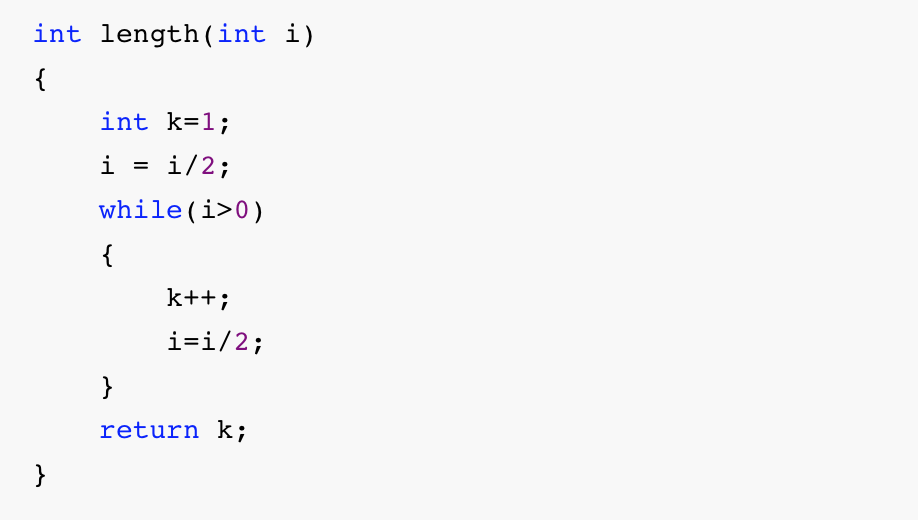 int length(int i)
{
    int k=1;
    i = i/2;
    while(i>0)
    {
        k++;
        i=i/2;
    }
    return k;
}